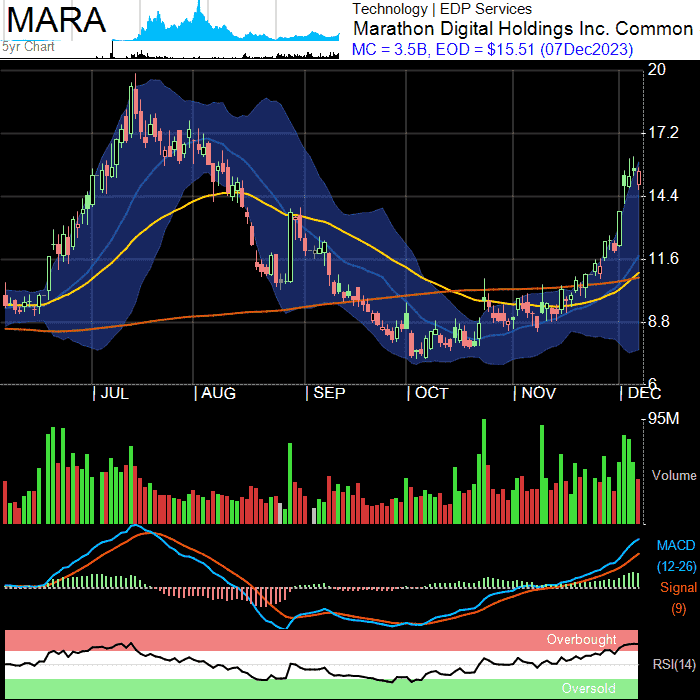 MARA
5yr Chart
Technology | EDP Services
Marathon Digital Holdings Inc. Common
MC = 3.5B, EOD = $15.51 (07Dec2023)
20
17.2
14.4
11.6
8.8
6
| JUL | AUG | SEP | OCT | NOV | DEC
95M
Volume
MACD
(12-26)
Signal
(9)
Overbought
RSI(14)
Oversold